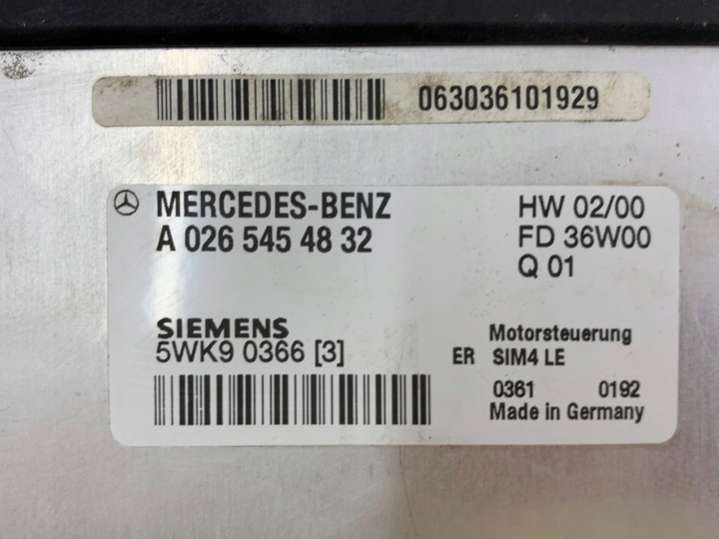 063036101929
MERCEDES-BENZ
A 026 545 48 32
HW 02/00
FD 36W00
Q 01
SIEMENS
5WK9 0366 [3]
Motorsteuerung
ER SIM4 LE
0361 0192
Made in Germany